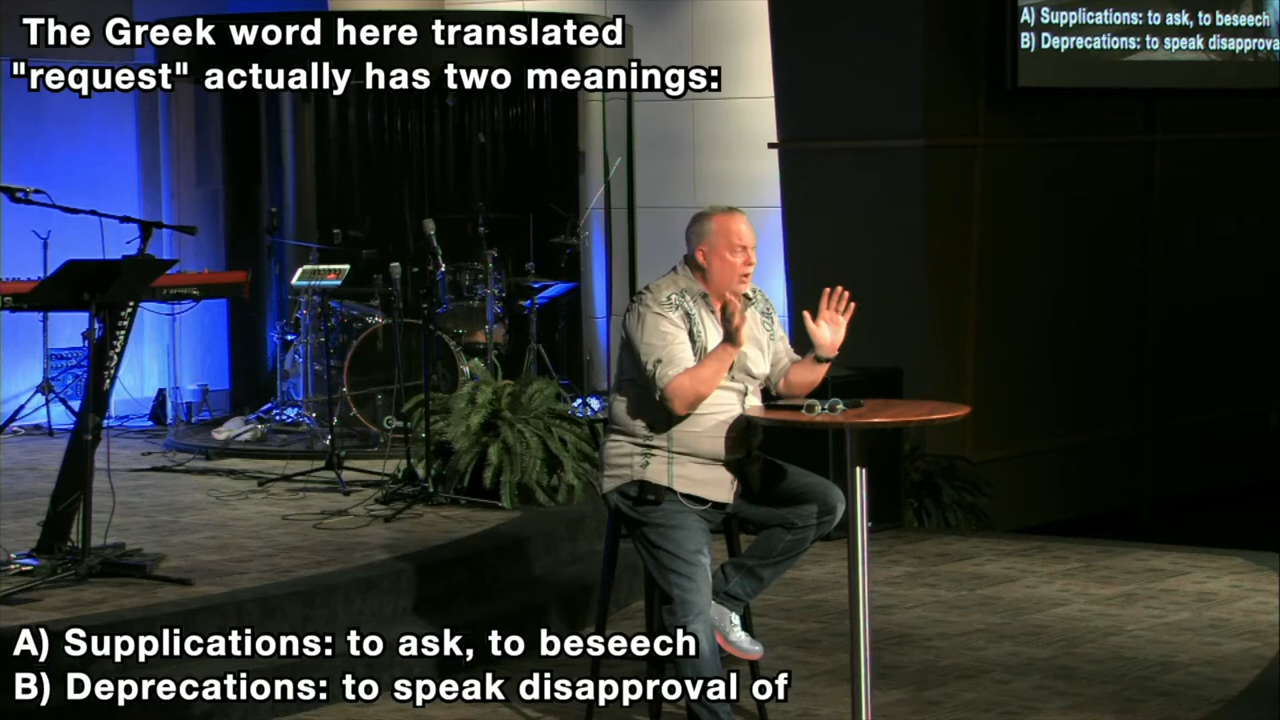 The Greek word here translated
"request" actually has two meanings:
A) Supplications: to ask, to beseech
B) Deprecations: to speak disapprova
A) Supplications: to ask, to beseech
B) Deprecations: to speak disapproval of